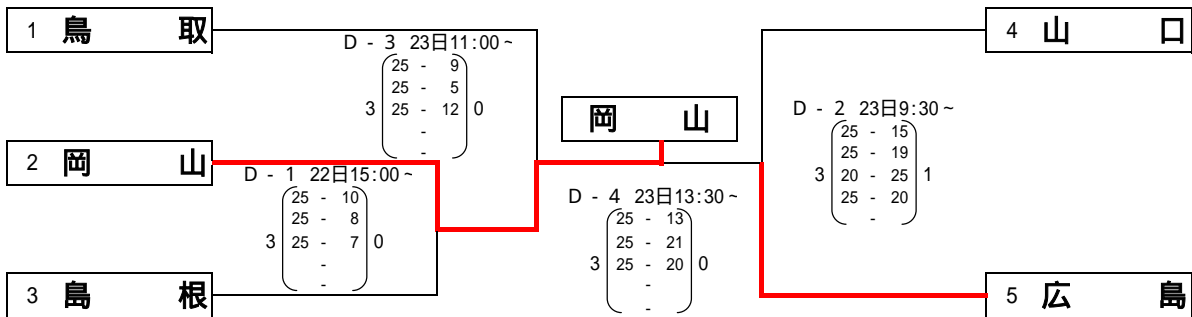 1 鳥 取
D - 3 23日11:00~
25 - 9
25 - 5
3 25 - 12 0
-
-
2 岡 山
D - 1 22日15:00~
25 - 10
25 - 8
3 25 - 7 0
-
-
3 島 根
岡 山
D - 4 23日13:30~
25 - 13
25 - 21
3 25 - 20 0
-
-
4 山 口
D - 2 23日9:30~
25 - 15
25 - 19
3 20 - 25 1
25 - 20
-
5 広 島